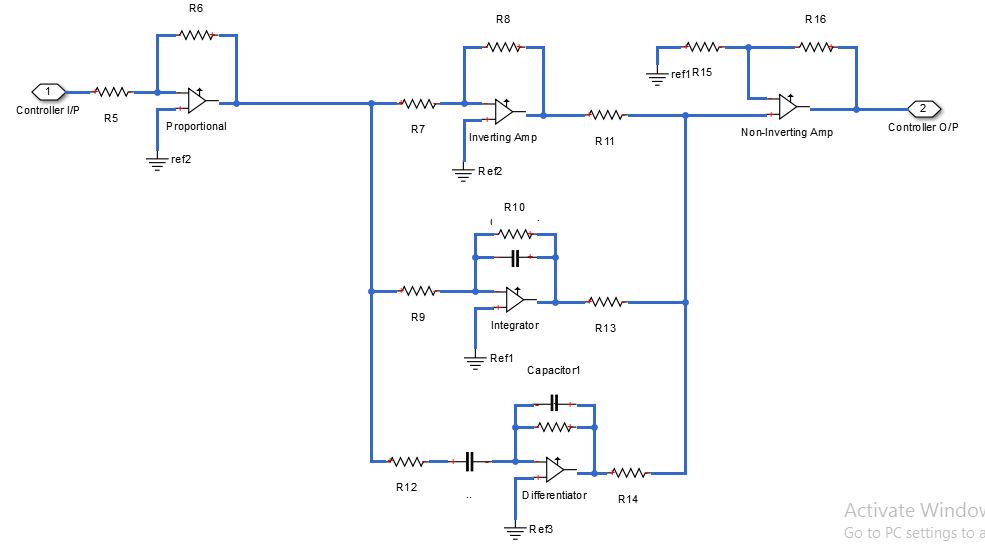 R6
R8
R16
1
Controller I/P
R5
Proportional
ref2
R7
Inverting Amp
Ref2
R11
ref1
R15
Non-Inverting Amp
2
Controller O/P
R10
R9
Integrator
R13
Ref1
Capacitor1
R12
..
Differentiator
R14
Ref3
Activate Window
Go to PC settings to a